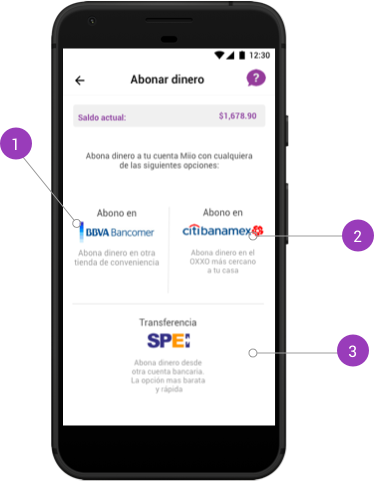 12:30
Abonar dinero
?
Saldo actual:
$1,678.90
1
Abona dinero a tu cuenta Miio con cualquiera
de las siguientes opciones:
Abono en
BBVA Bancomer
Abona dinero en otra
tienda de conveniencia
Abono en
citibanamex
Abona dinero en el
OXXO más cercano
a tu casa
2
Transferencia
SPEI
Abona dinero desde
otra cuenta bancaria.
La opción mas barata
y rápida
3